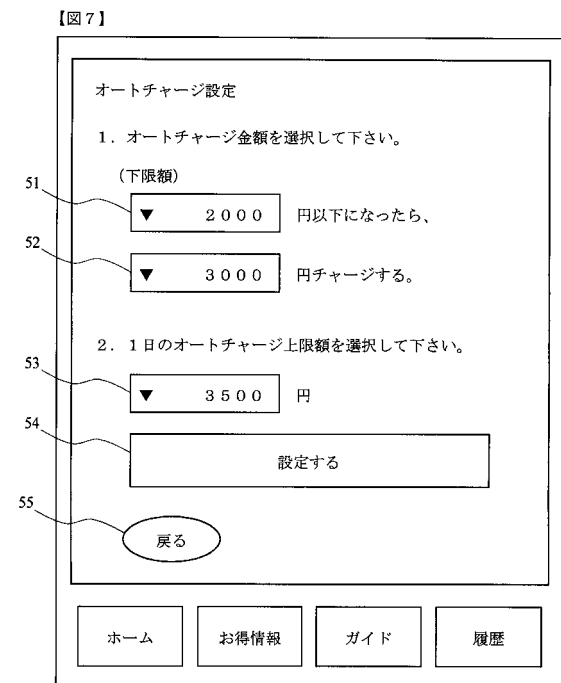 【図７】
オートチャージ設定
１．オートチャージ金額を選択して下さい。
(下限額)
51
▼ ２０００ 円以下になったら、
52
▼ ３０００ 円チャージする。
２．１日のオートチャージ上限額を選択して下さい。
53
▼ ３５００ 円
54
設定する
55
戻る
ホーム お得情報 ガイド 履歴